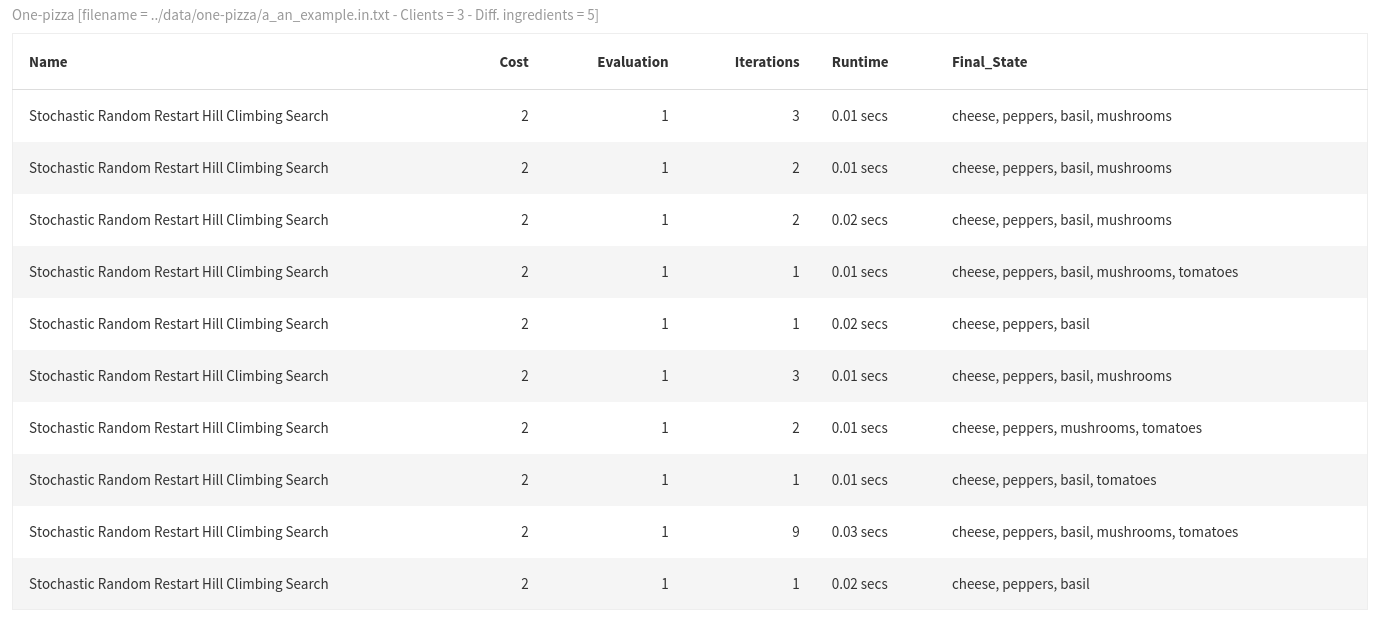 One-pizza [filename = ../data/one-pizza/a_an_example.in.txt - Clients = 3 - Diff. ingredients = 5]
Name Cost Evaluation Iterations Runtime Final_State
Stochastic Random Restart Hill Climbing Search 2 1 3 0.01 secs cheese, peppers, basil, mushrooms
Stochastic Random Restart Hill Climbing Search 2 1 2 0.01 secs cheese, peppers, basil, mushrooms
Stochastic Random Restart Hill Climbing Search 2 1 2 0.02 secs cheese, peppers, basil, mushrooms
Stochastic Random Restart Hill Climbing Search 2 1 1 0.01 secs cheese, peppers, basil, mushrooms, tomatoes
Stochastic Random Restart Hill Climbing Search 2 1 1 0.02 secs cheese, peppers, basil
Stochastic Random Restart Hill Climbing Search 2 1 3 0.01 secs cheese, peppers, basil, mushrooms
Stochastic Random Restart Hill Climbing Search 2 1 2 0.01 secs cheese, peppers, mushrooms, tomatoes
Stochastic Random Restart Hill Climbing Search 2 1 1 0.01 secs cheese, peppers, basil, tomatoes
Stochastic Random Restart Hill Climbing Search 2 1 9 0.03 secs cheese, peppers, basil, mushrooms, tomatoes
Stochastic Random Restart Hill Climbing Search 2 1 1 0.02 secs cheese, peppers, basil